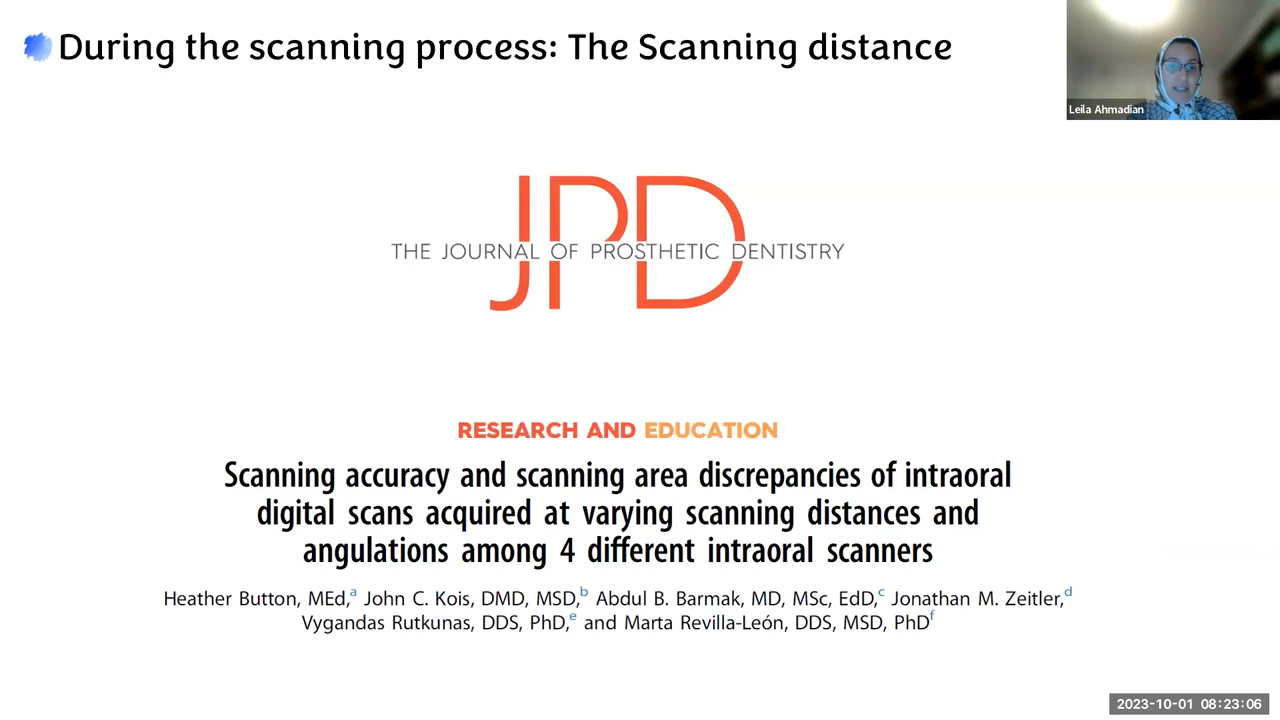 During the scanning process: The Scanning distance
Leila Ahmadian
JPD
THE JOURNAL OF PROSTHETIC DENTISTRY
RESEARCH AND EDUCATION
Scanning accuracy and scanning area discrepancies of intraoral
digital scans acquired at varying scanning distances and
angulations among 4 different intraoral scanners
Heather Button, MEd,a John C. Kois, DMD, MSD,b Abdul B. Barmak, MD, MSc, EdD,c Jonathan M. Zeitler,d
Vygandas Rutkunas, DDS, PhD,e and Marta Revilla-León, DDS, MSD, PhDf
2023-10-01 08:23:06